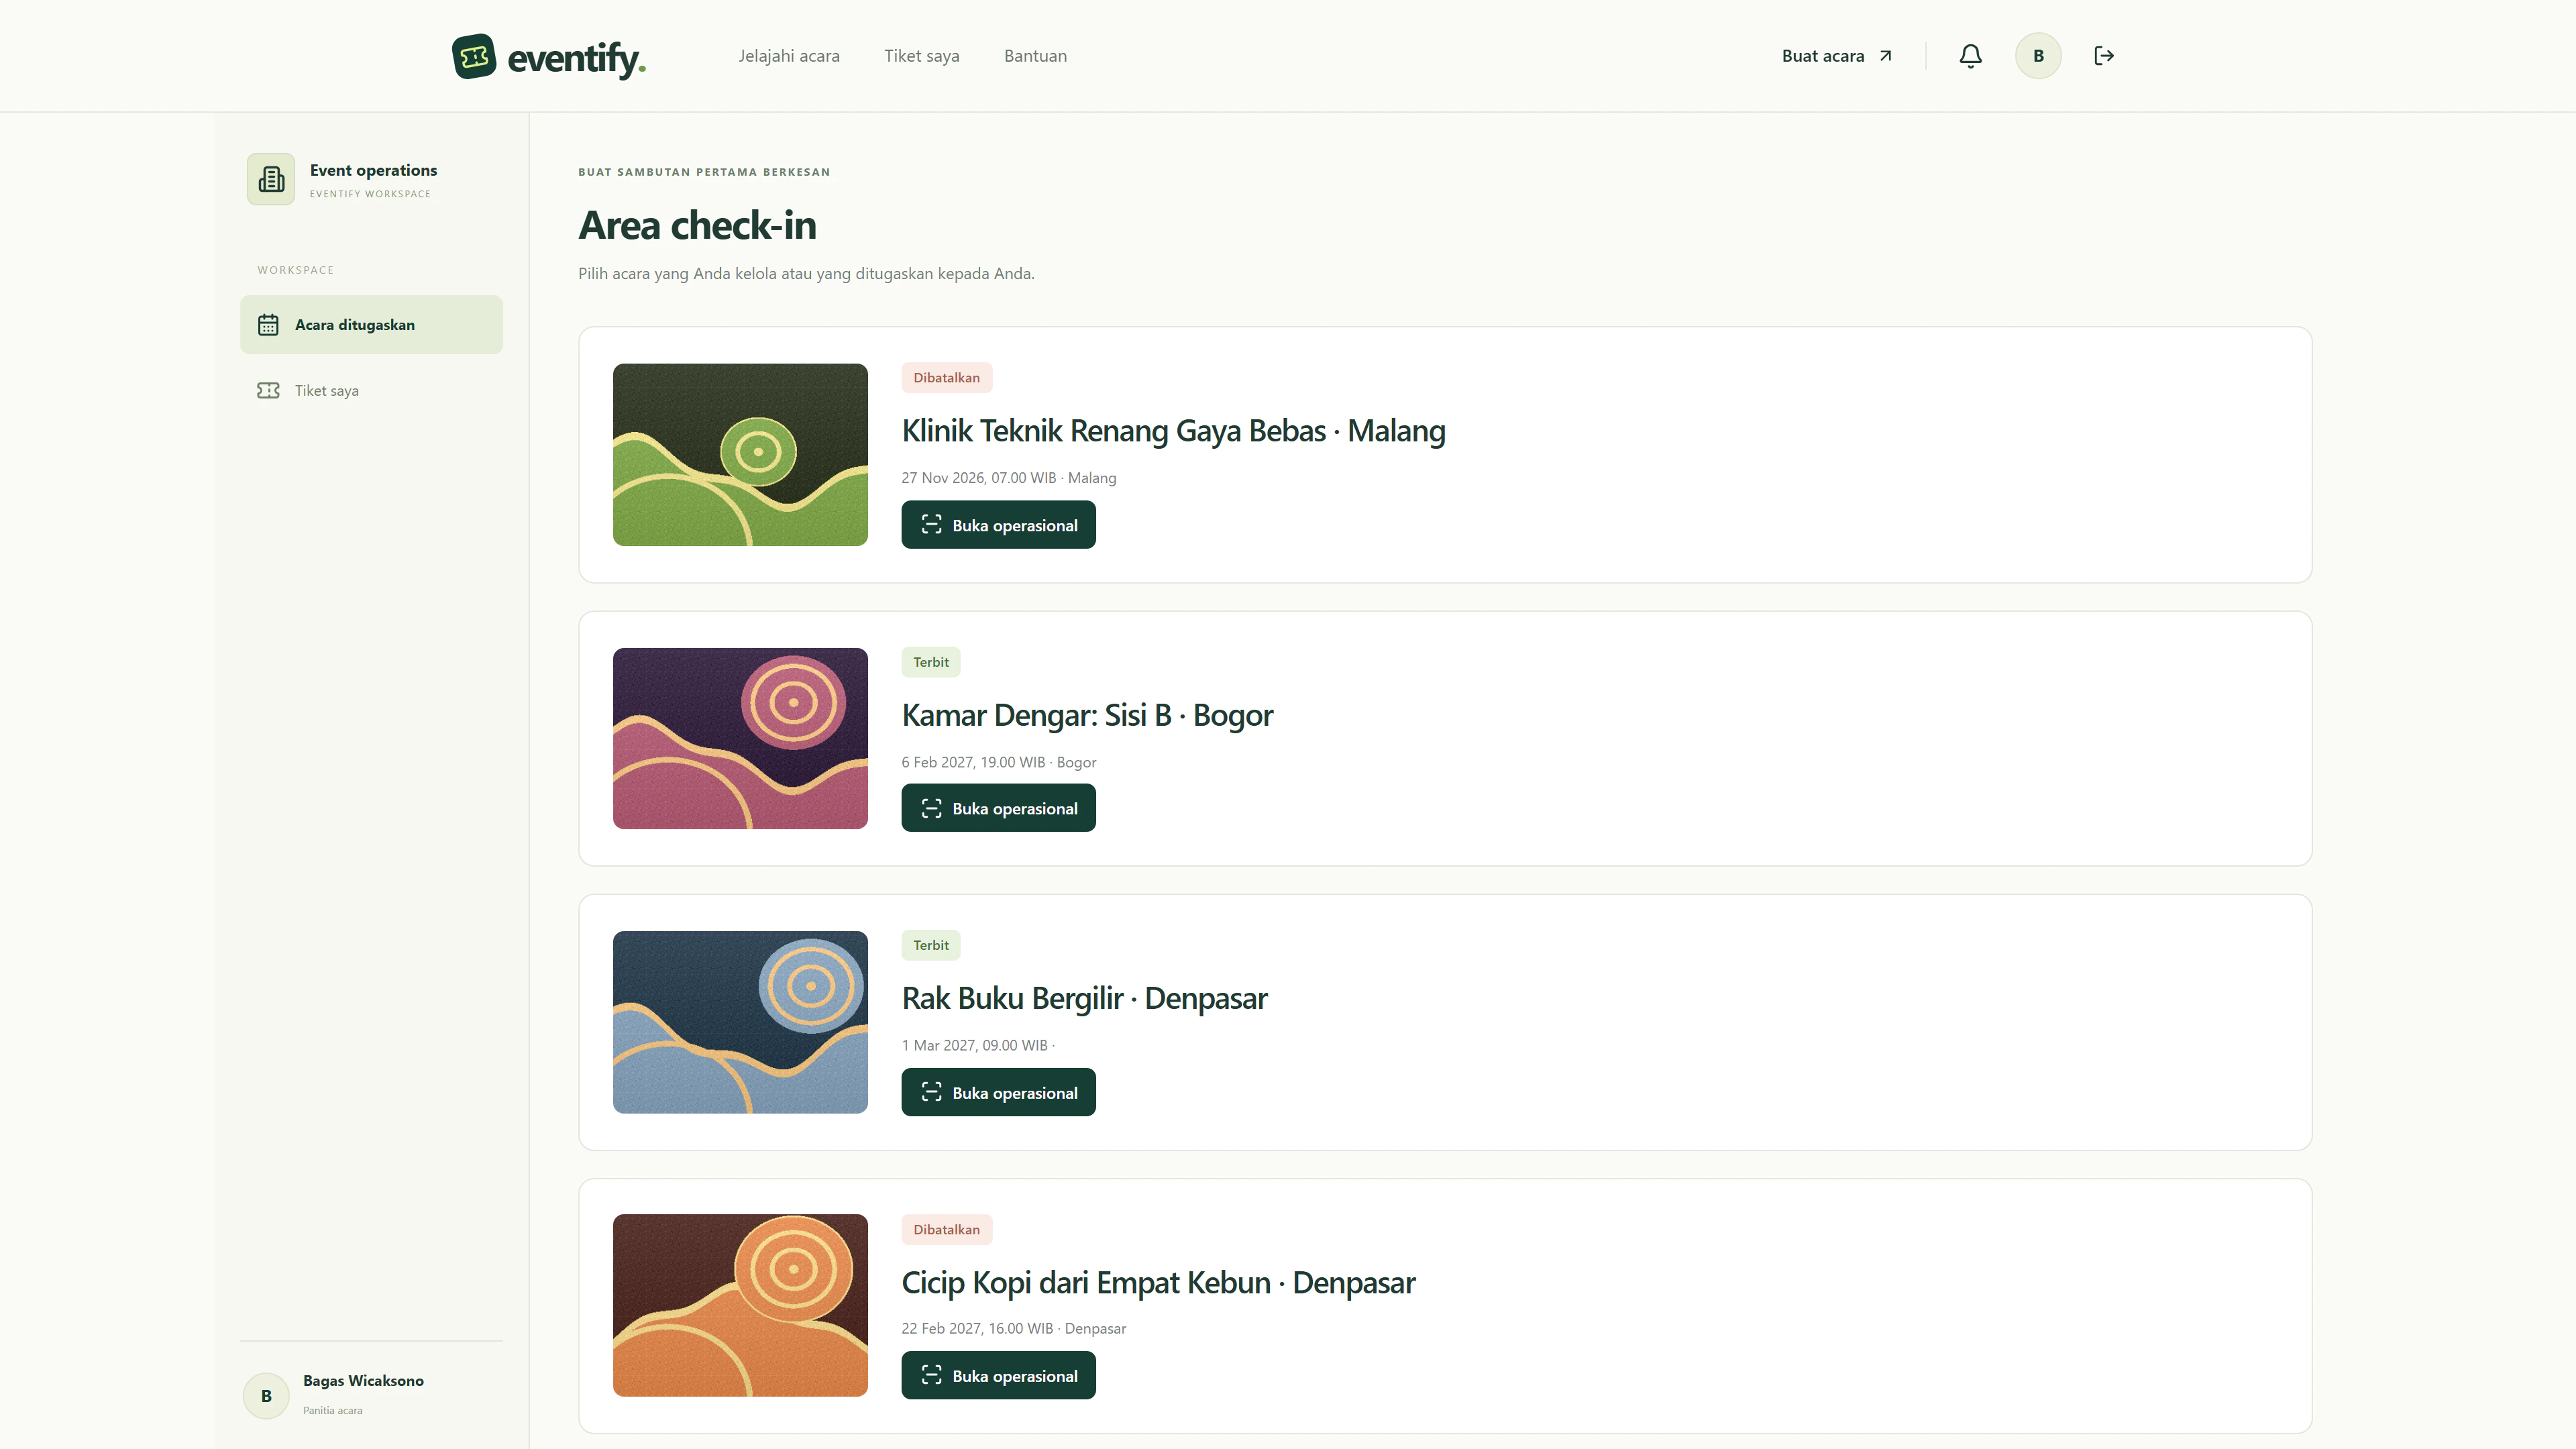 eventify.
Jelajahi acara
Tiket saya
Bantuan
Buat acara
B
Event operations
EVENTIFY WORKSPACE
WORKSPACE
Acara ditugaskan
Tiket saya
B
Bagas Wicaksono
Panitia acara
BUAT SAMBUTAN PERTAMA BERKESAN
Area check-in
Pilih acara yang Anda kelola atau yang ditugaskan kepada Anda.
Dibatalkan
Klinik Teknik Renang Gaya Bebas · Malang
27 Nov 2026, 07.00 WIB · Malang
Buka operasional
Terbit
Kamar Dengar: Sisi B · Bogor
6 Feb 2027, 19.00 WIB · Bogor
Buka operasional
Terbit
Rak Buku Bergilir · Denpasar
1 Mar 2027, 09.00 WIB ·
Buka operasional
Dibatalkan
Cicip Kopi dari Empat Kebun · Denpasar
22 Feb 2027, 16.00 WIB · Denpasar
Buka operasional